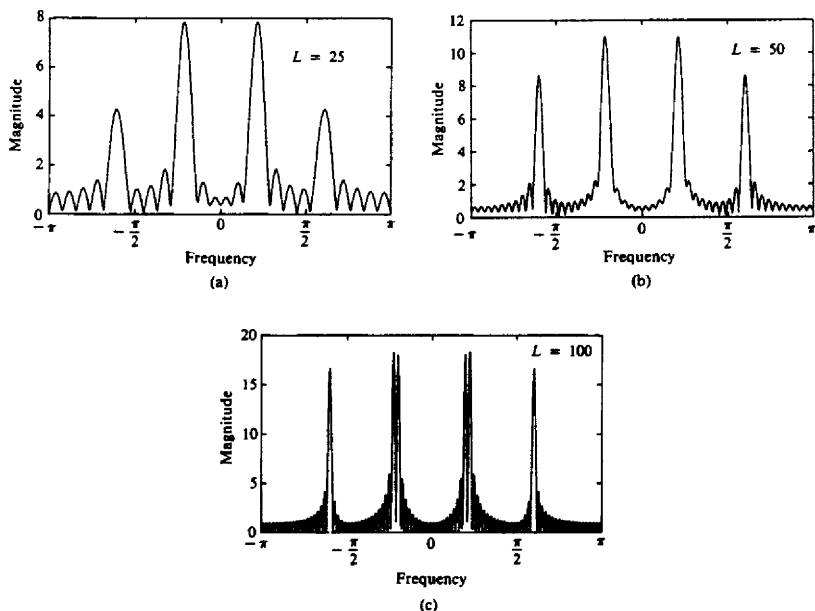 8
6
4
2
0
Magnitude
L = 25
−π
−π/2
0
π/2
π
Frequency
(a)
12
10
8
6
4
2
0
Magnitude
L = 50
−π
−π/2
0
π/2
π
Frequency
(b)
20
15
10
5
0
Magnitude
L = 100
−π
−π/2
0
π/2
π
Frequency
(c)